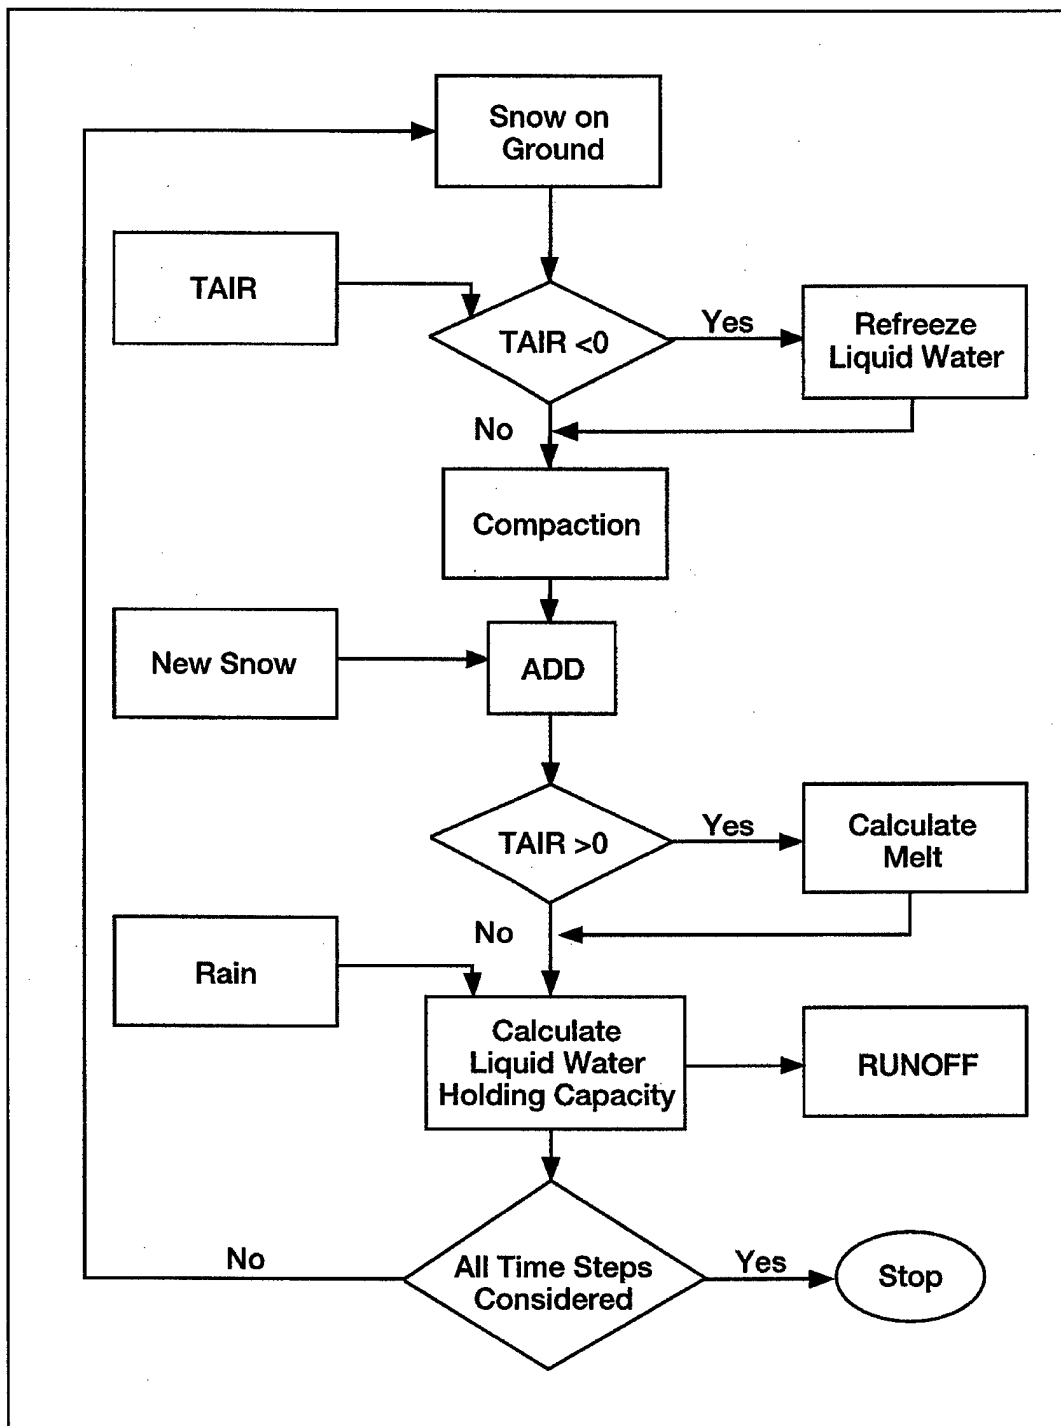 Snow on
Ground
TAIR
TAIR <0
Yes
Refreeze
Liquid Water
No
Compaction
New Snow
ADD
TAIR >0
Yes
Calculate
Melt
No
Rain
Calculate
Liquid Water
Holding Capacity
RUNOFF
No
All Time Steps
Considered
Yes
Stop